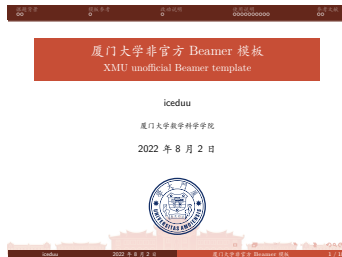 厦门大学非官方 Beamer 模板
XMU unofficial Beamer template
iceduu
厦门大学数学科学学院
2022 年 8 月 2 日
UNIVERSITAS AMOIENSIS
iceduu 2022 年 8 月 2 日 厦门大学非官方 Beamer 模板